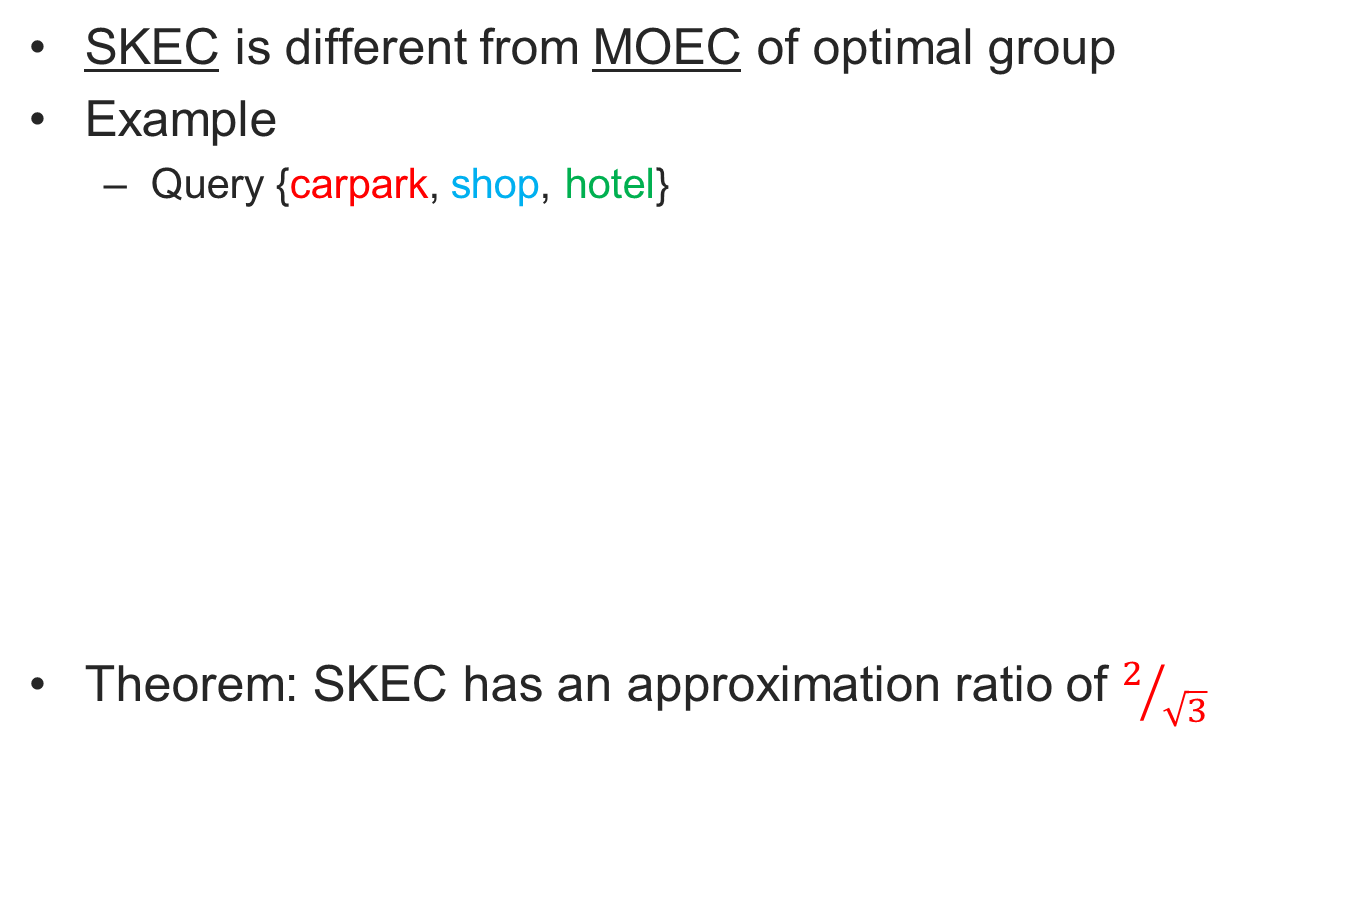 • SKEC is different from MOEC of optimal group
• Example
– Query {carpark, shop, hotel}
• Theorem: SKEC has an approximation ratio of 2/√3